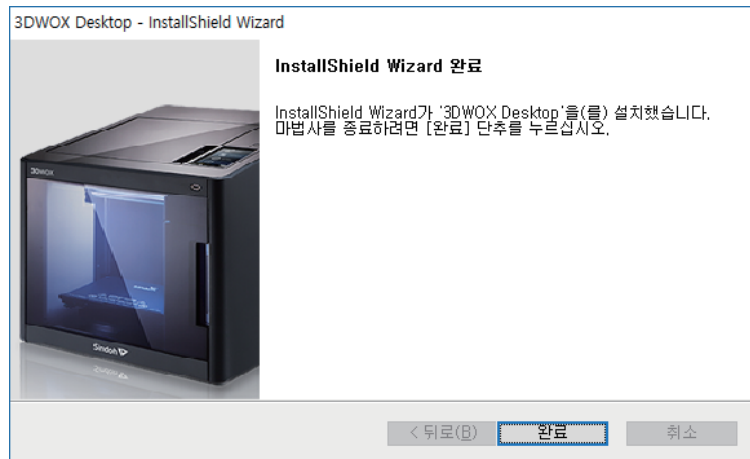 3DWOX Desktop - InstallShield Wizard
InstallShield Wizard 완료
InstallShield Wizard가 '3DWOX Desktop'을(를) 설치했습니다.
마법사를 종료하려면 [완료] 단추를 누르십시오.
3DWOX
Sindoh
< 뒤로(B)
완료
취소